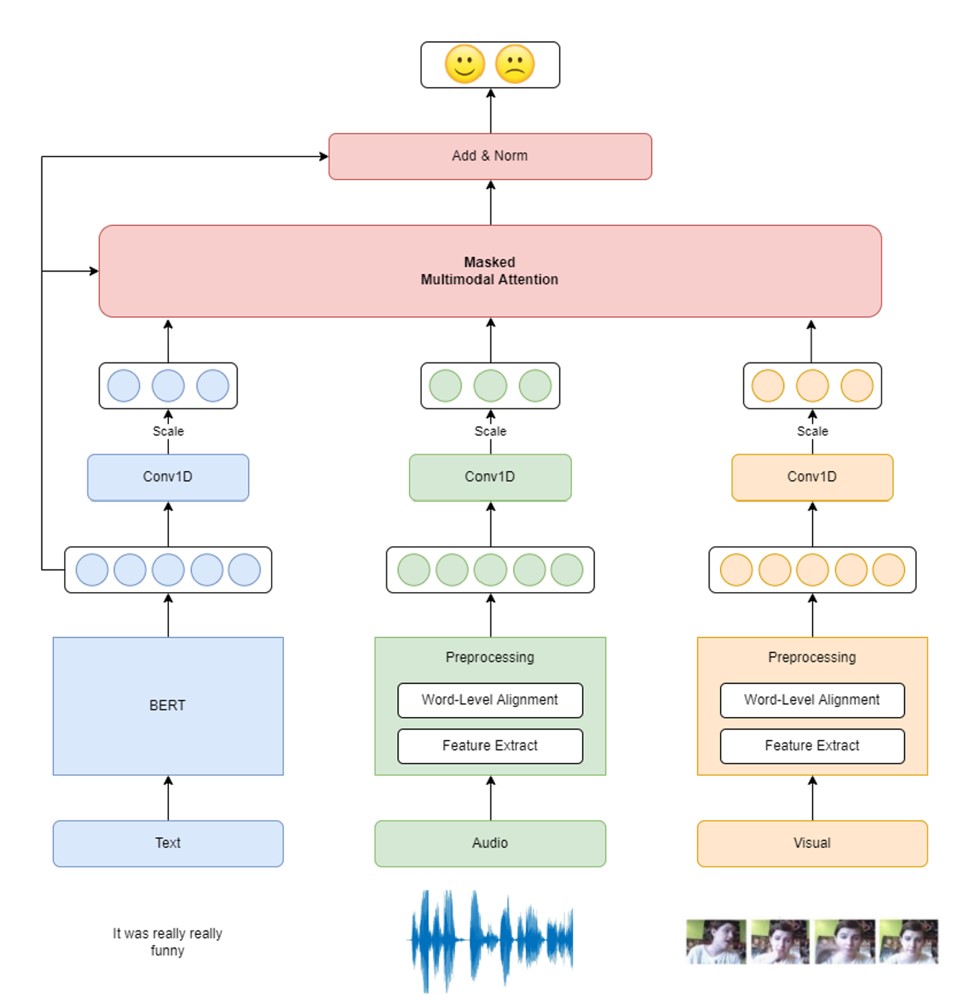 Add & Norm
Masked
Multimodal Attention
Scale
Scale
Scale
Conv1D
Conv1D
Conv1D
Preprocessing
Preprocessing
BERT
Word-Level Alignment
Word-Level Alignment
Feature Extract
Feature Extract
Text
Audio
Visual
It was really really
funny